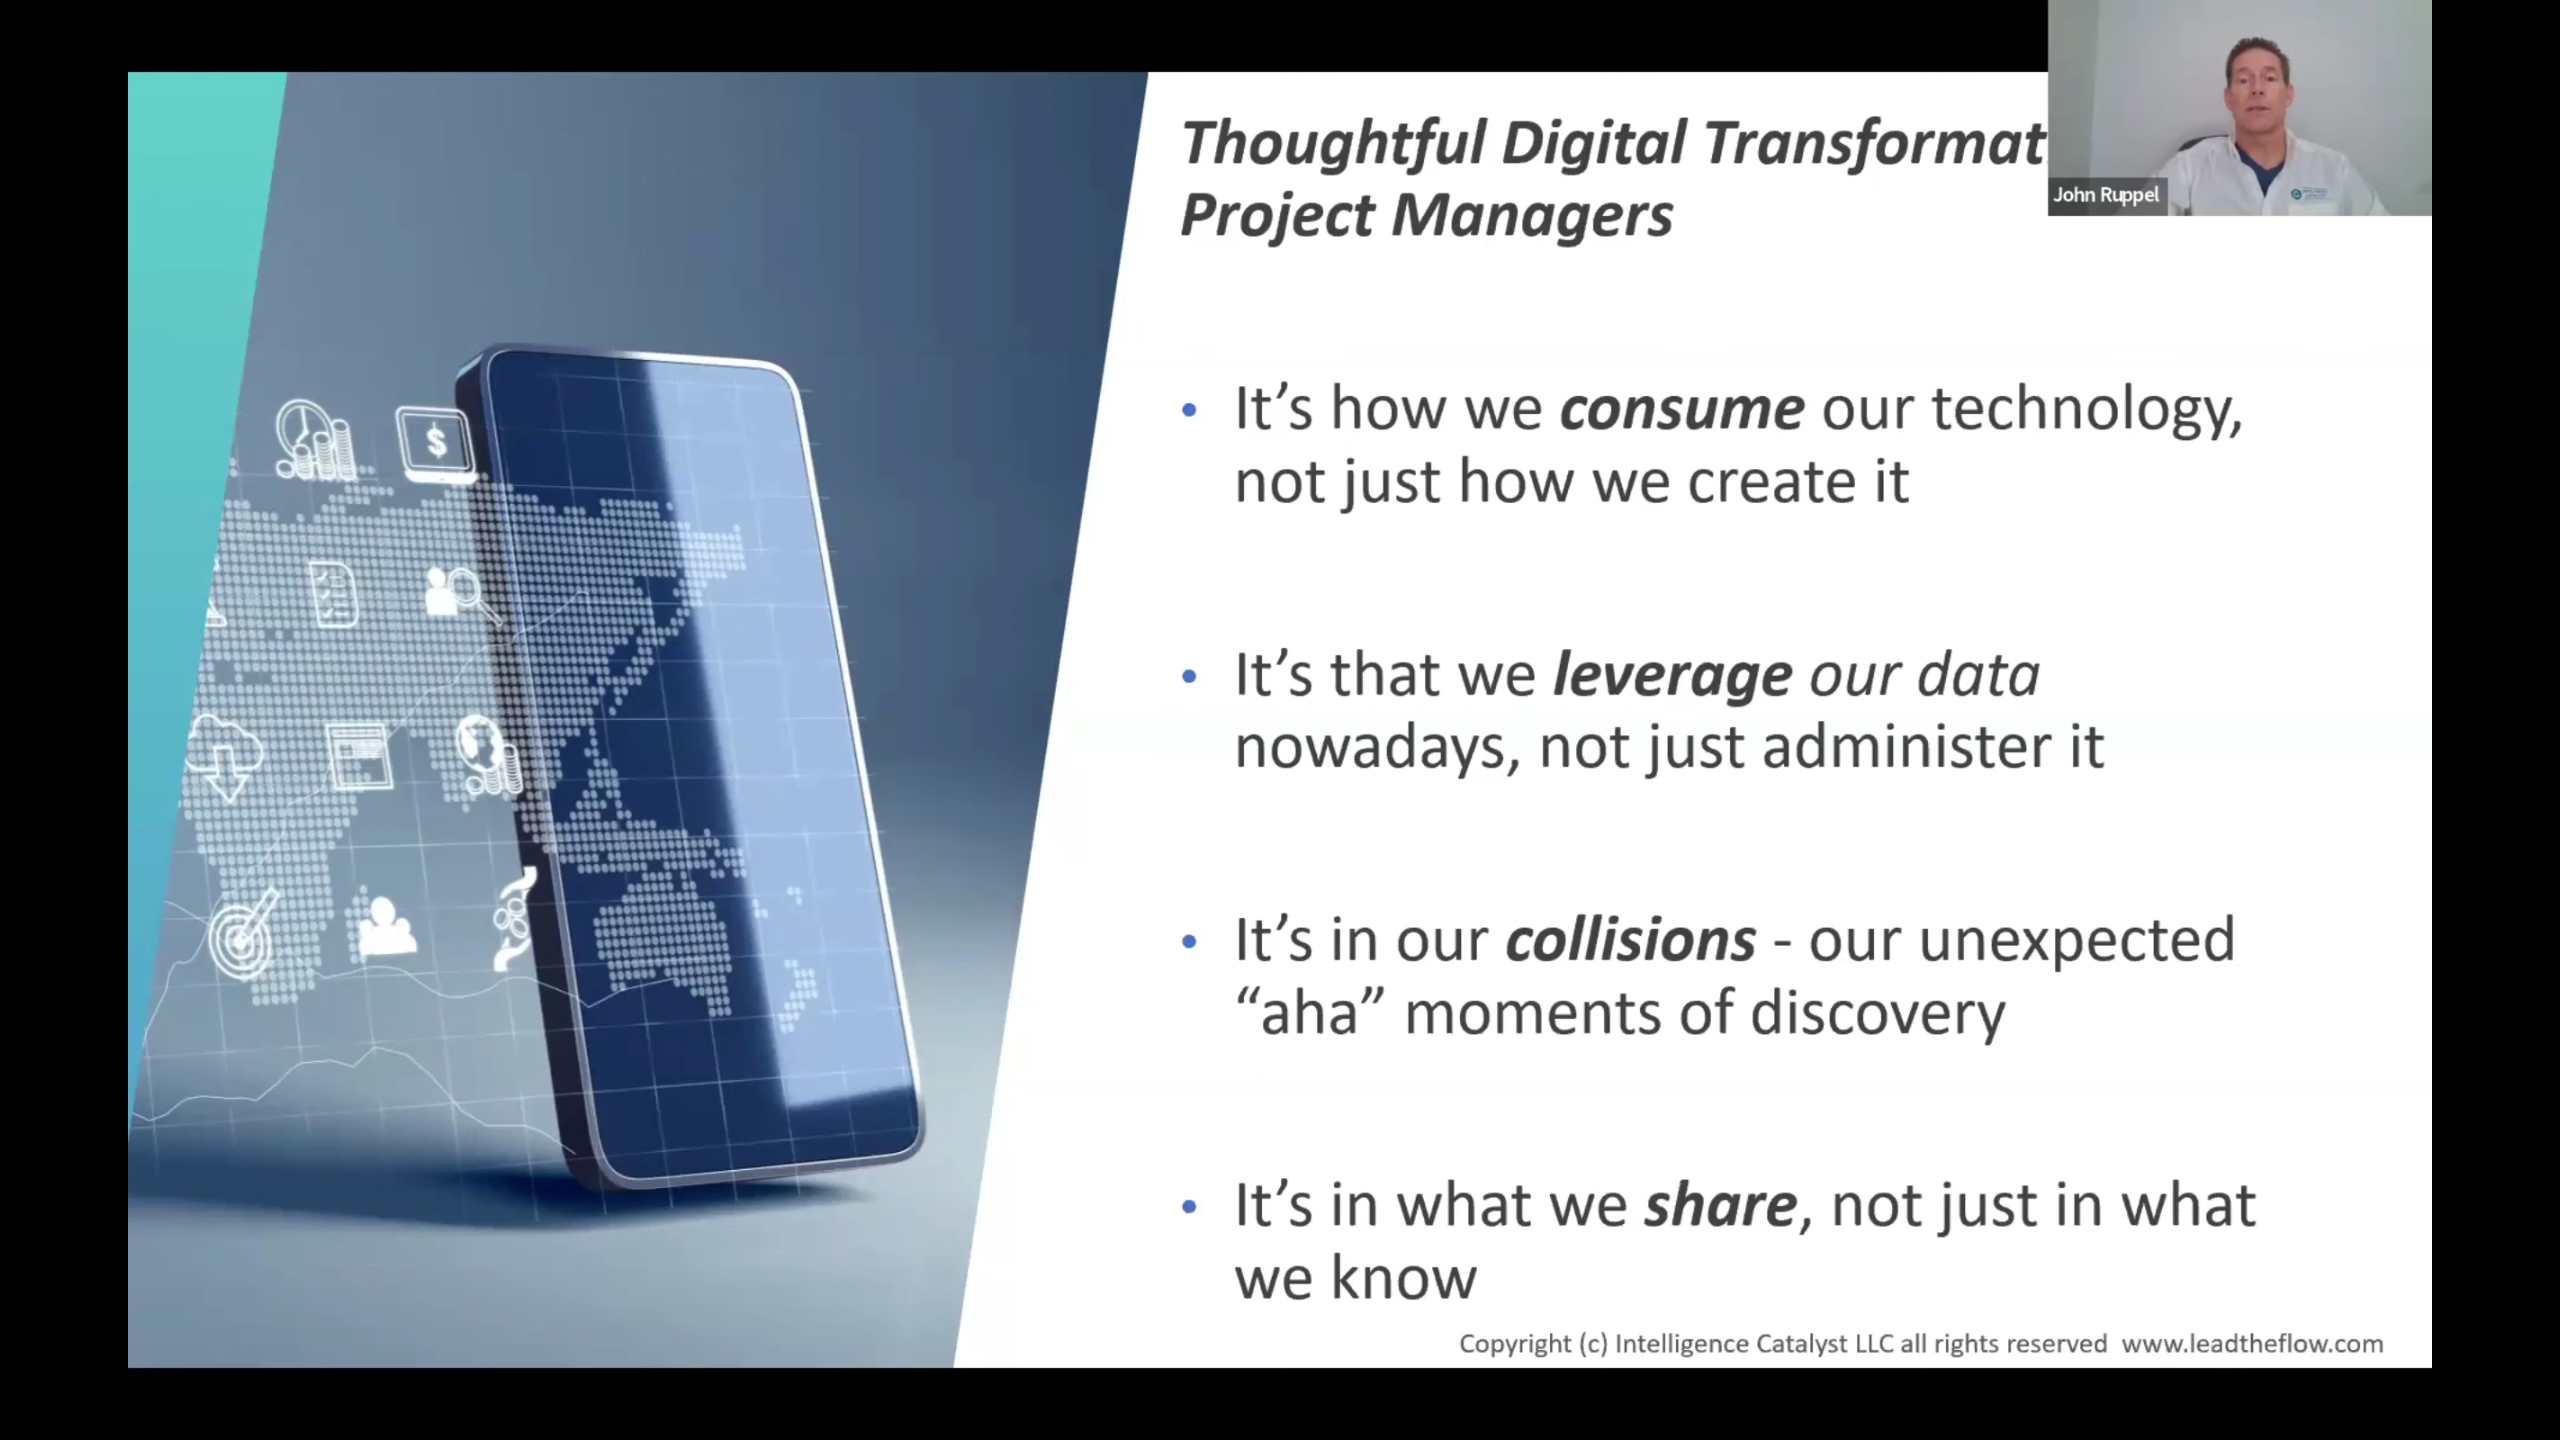 Thoughtful Digital Transformat
Project Managers
John Ruppel
• It’s how we consume our technology,
not just how we create it
• It’s that we leverage our data
nowadays, not just administer it
• It’s in our collisions - our unexpected
“aha” moments of discovery
• It’s in what we share, not just in what
we know
Copyright (c) Intelligence Catalyst LLC all rights reserved www.leadtheflow.com
$